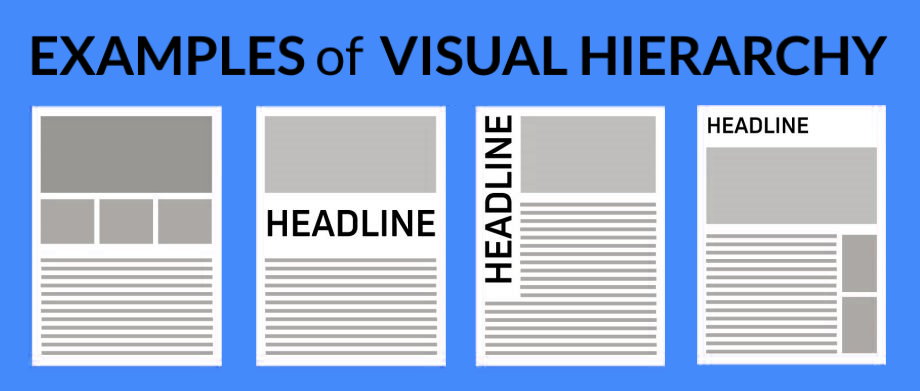 EXAMPLES of VISUAL HIERARCHY
HEADLINE
HEADLINE
HEADLINE